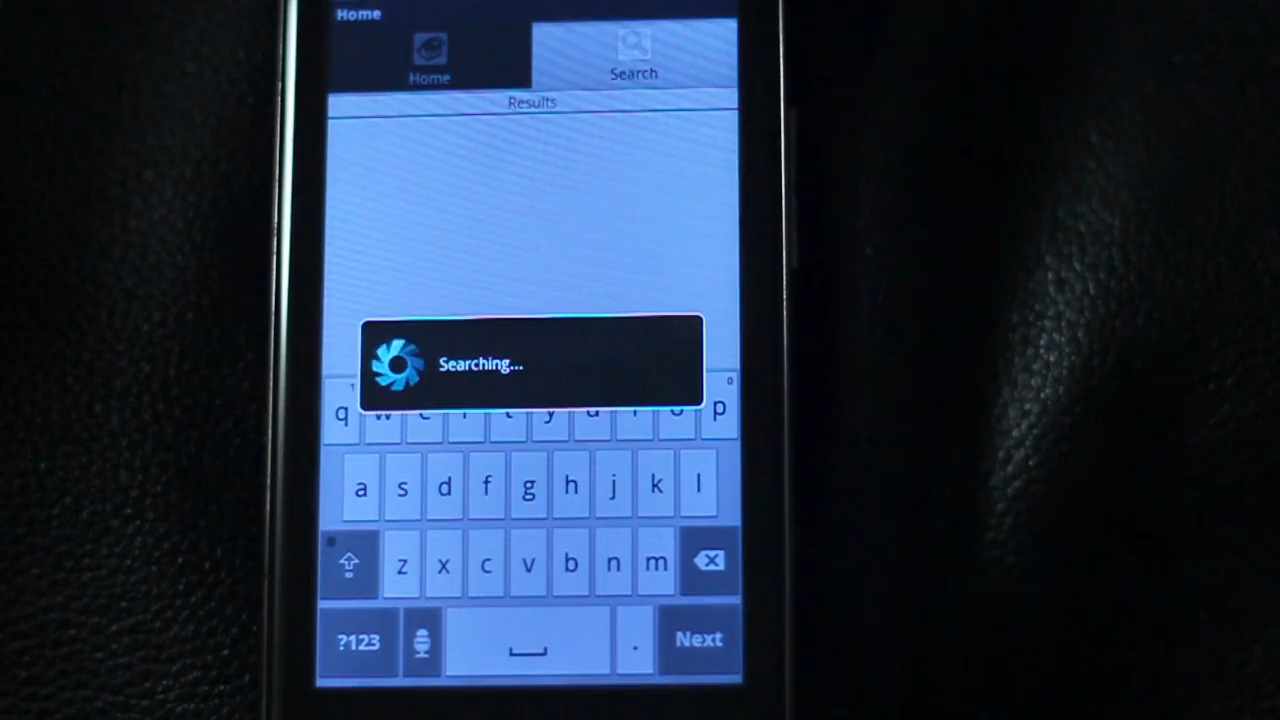 Home
Home Search
Results
Searching...
q y p
a s d f g h j k l
z x c v b n m
?123 . Next